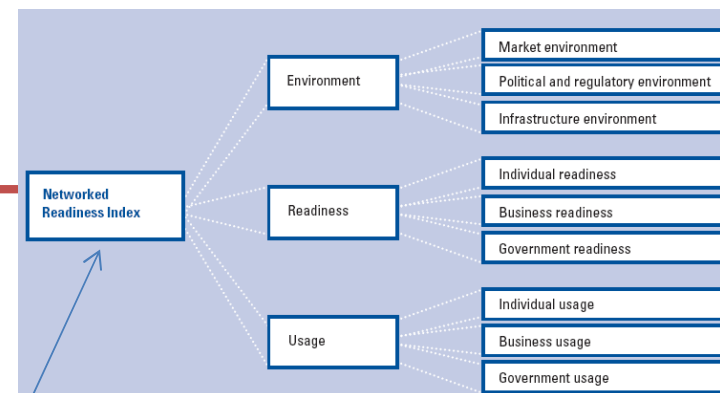 Market environment
Environment
Political and regulatory environment
Infrastructure environment
Networked
Readiness Index
Individual readiness
Readiness
Business readiness
Government readiness
Individual usage
Usage
Business usage
Government usage